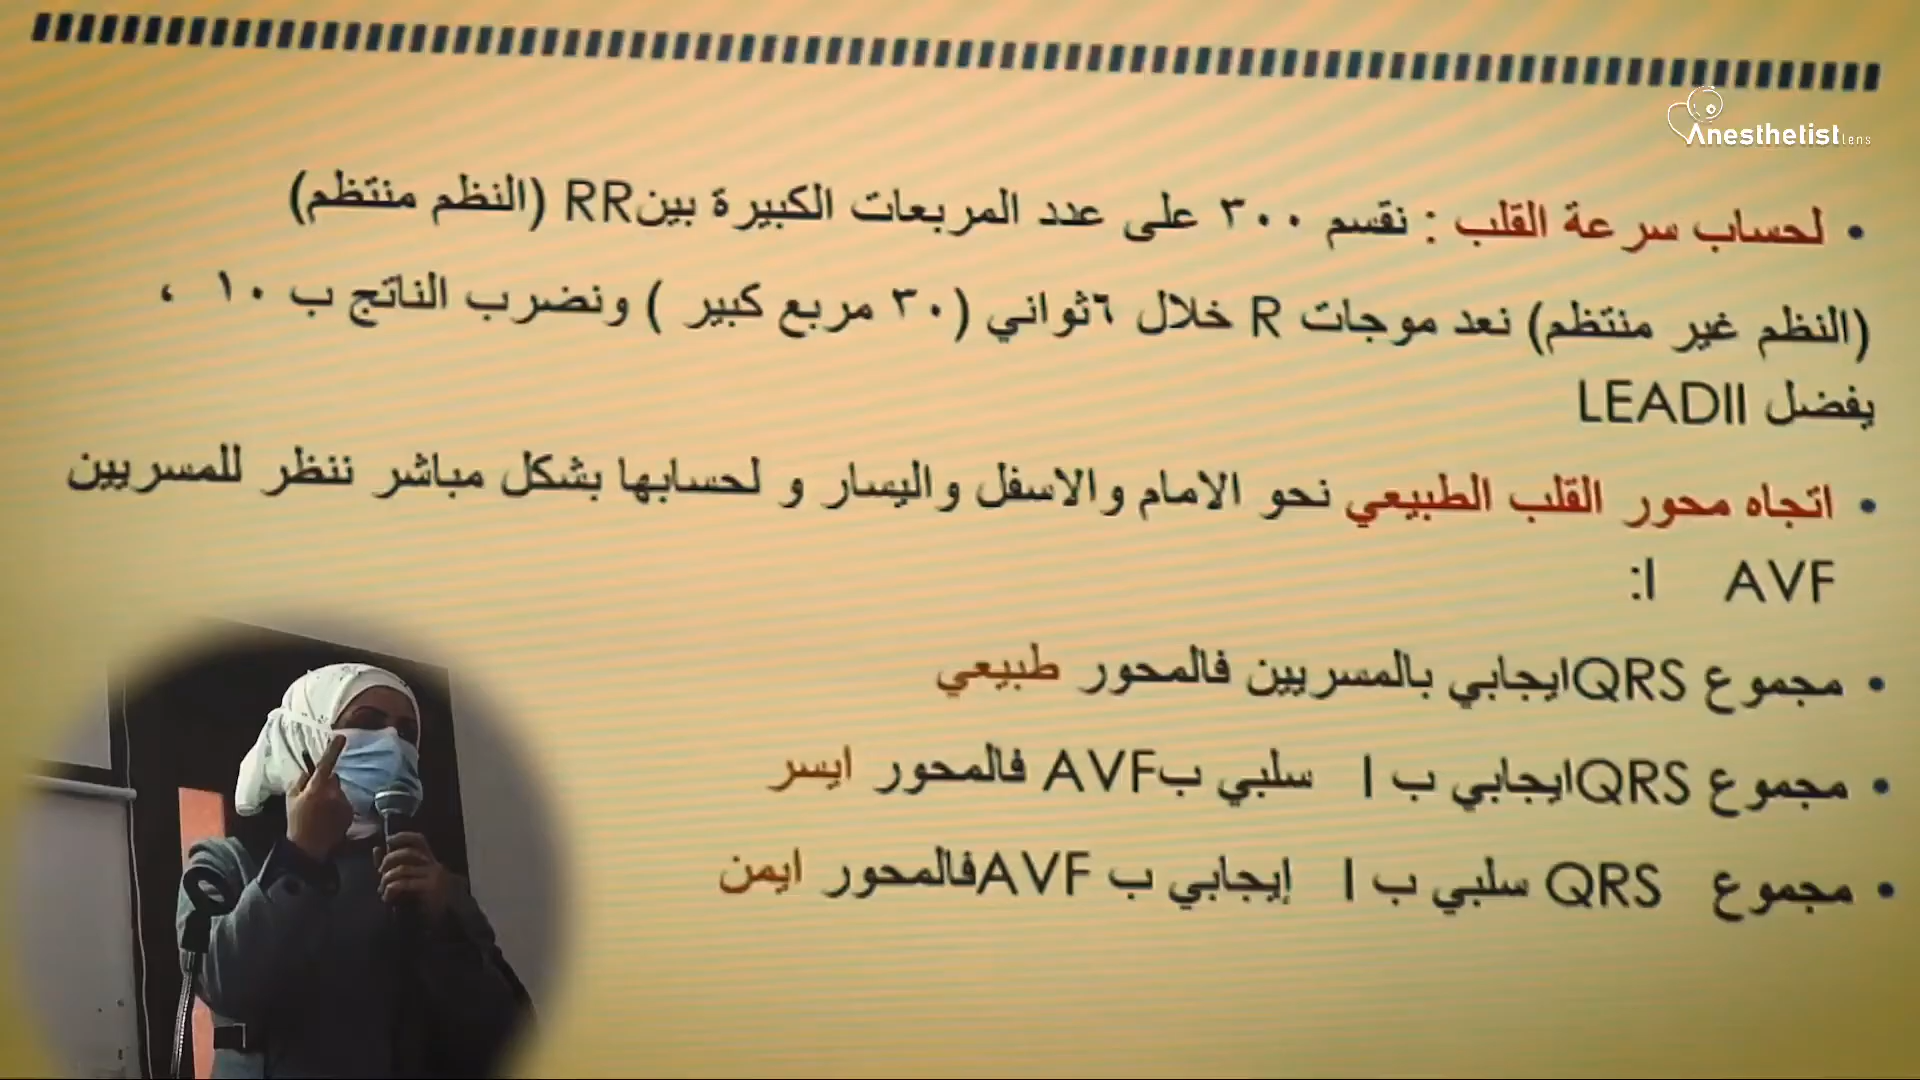 Anesthetist lens
• لحساب سرعة القلب : نقسم ٣٠٠ على عدد المربعات الكبيرة بين RR (النظم منتظم)
(النظم غير منتظم) نعد موجات R خلال ٦ثواني (٣٠ مربع كبير ) ونضرب الناتج ب ١٠ ،
يفضل LEADII
• اتجاه محور القلب الطبيعي نحو الامام والاسفل واليسار و لحسابها بشكل مباشر ننظر للمسريين
AVF I:
• مجموع QRSايجابي بالمسريين فالمحور طبيعي
• مجموع QRSايجابي ب I سلبي بAVF فالمحور ايسر
• مجموع QRS سلبي ب I إيجابي ب AVFفالمحور ايمن